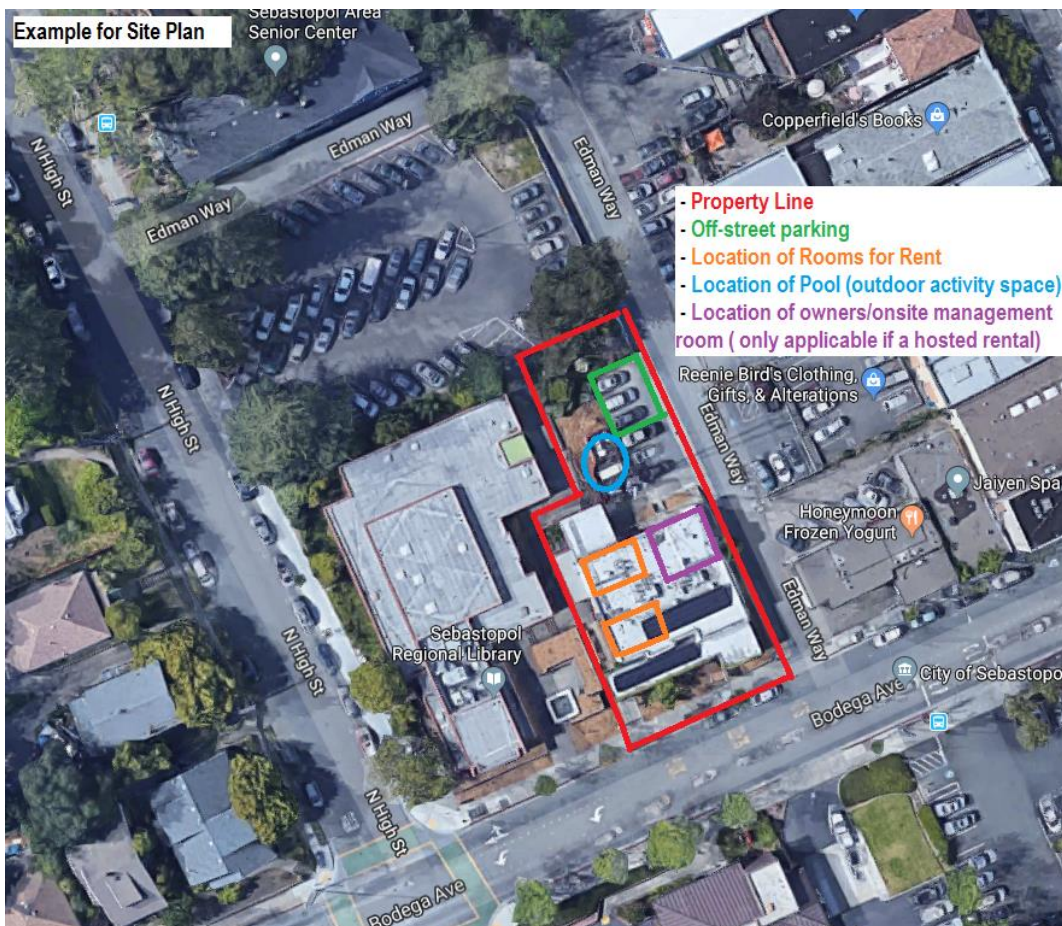 Example for Site Plan
Sebastopol Area
Senior Center
Copperfield's Books
N High St
Edman Way
Edman Way
Edman Way
- Property Line
- Off-street parking
- Location of Rooms for Rent
- Location of Pool (outdoor activity space)
- Location of owners/onsite management
room ( only applicable if a hosted rental)
Reenie Bird's Clothing,
Gifts, & Alterations
N High St
Edman Way
Jaiyen Spa
Honeymoon
Frozen Yogurt
Edman Way
Sebastopol
Regional Library
N High St
City of Sebastopo
Bodega Ave
N High St
Bodega Ave